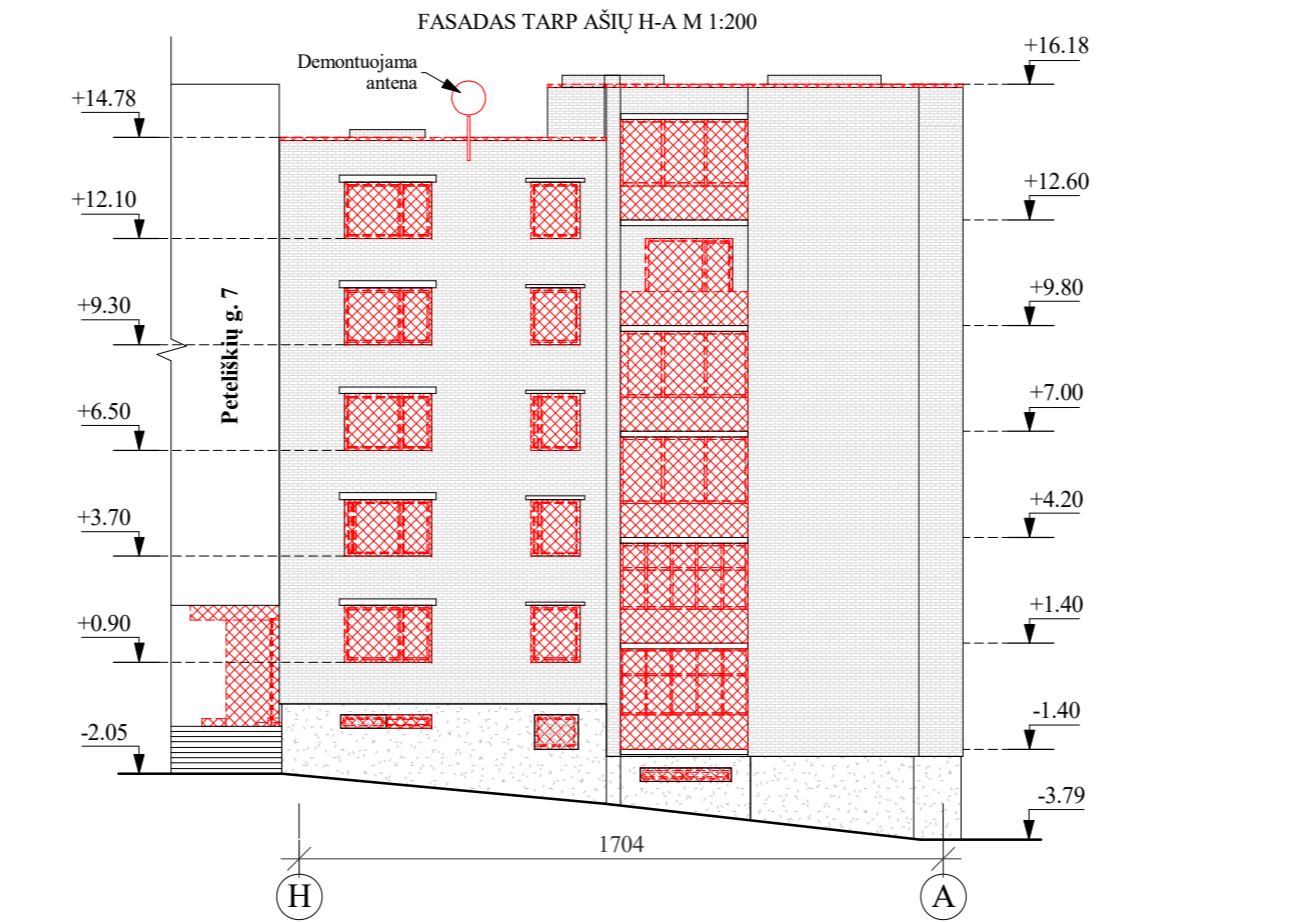 FASADAS TARP AŠIŲ H-A M 1:200
Demontuojama
antena
+14.78
+12.10
+9.30
+6.50
+3.70
+0.90
-2.05
Peteliškių g. 7
+16.18
+12.60
+9.80
+7.00
+4.20
+1.40
-1.40
-3.79
1704
H
A